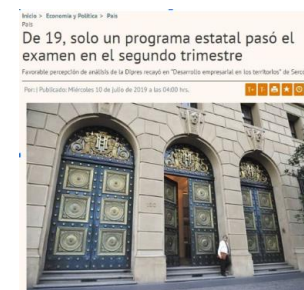 Inicio > Economía y Política > País
País
De 19, solo un programa estatal pasó el
examen en el segundo trimestre
Favorable percepción de análisis de la Dipres recayó en "Desarrollo empresarial en los territorios" de Serco
Por: | Publicado: Miércoles 10 de julio de 2019 a las 04:00 hrs.